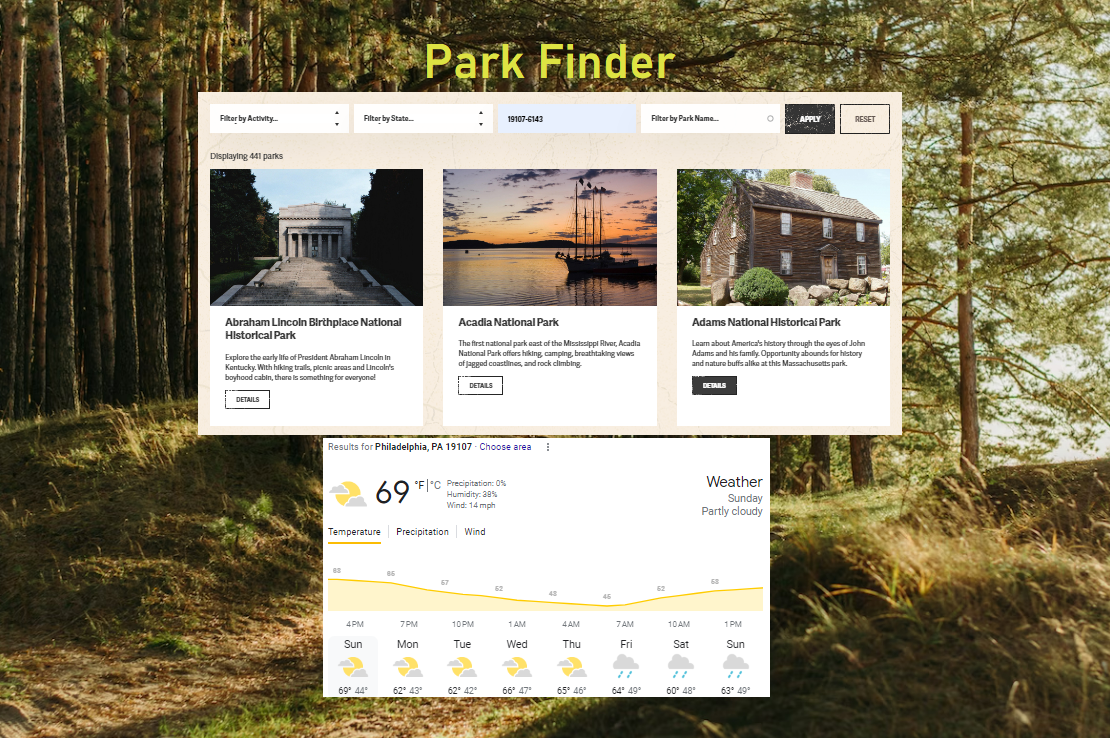 Park Finder
Filter by Activity...
Filter by State...
19107-6143
Filter by Park Name...
APPLY
RESET
Displaying 441 parks
Abraham Lincoln Birthplace National
Historical Park
Explore the early life of President Abraham Lincoln in
Kentucky. With hiking trails, picnic areas and Lincoln's
boyhood cabin, there is something for everyone!
DETAILS
Acadia National Park
The first national park east of the Mississippi River, Acadia
National Park offers hiking, camping, breathtaking views
of jagged coastlines, and rock climbing.
DETAILS
Adams National Historical Park
Learn about America's history through the eyes of John
Adams and his family. Opportunity abounds for history
and nature buffs alike at this Massachusetts park.
DETAILS
Results for Philadelphia, PA 19107 · Choose area
69 °F | °C
Precipitation: 0%
Humidity: 38%
Wind: 14 mph
Weather
Sunday
Partly cloudy
Temperature | Precipitation | Wind
57 52 48 52
4 PM 7 PM 10 PM 1 AM 4 AM 7 AM 10 AM 1 PM
Sun Mon Tue Wed Thu Fri Sat Sun
69° 44° 62° 43° 62° 42° 66° 47° 65° 46° 64° 49° 60° 48° 63° 49°